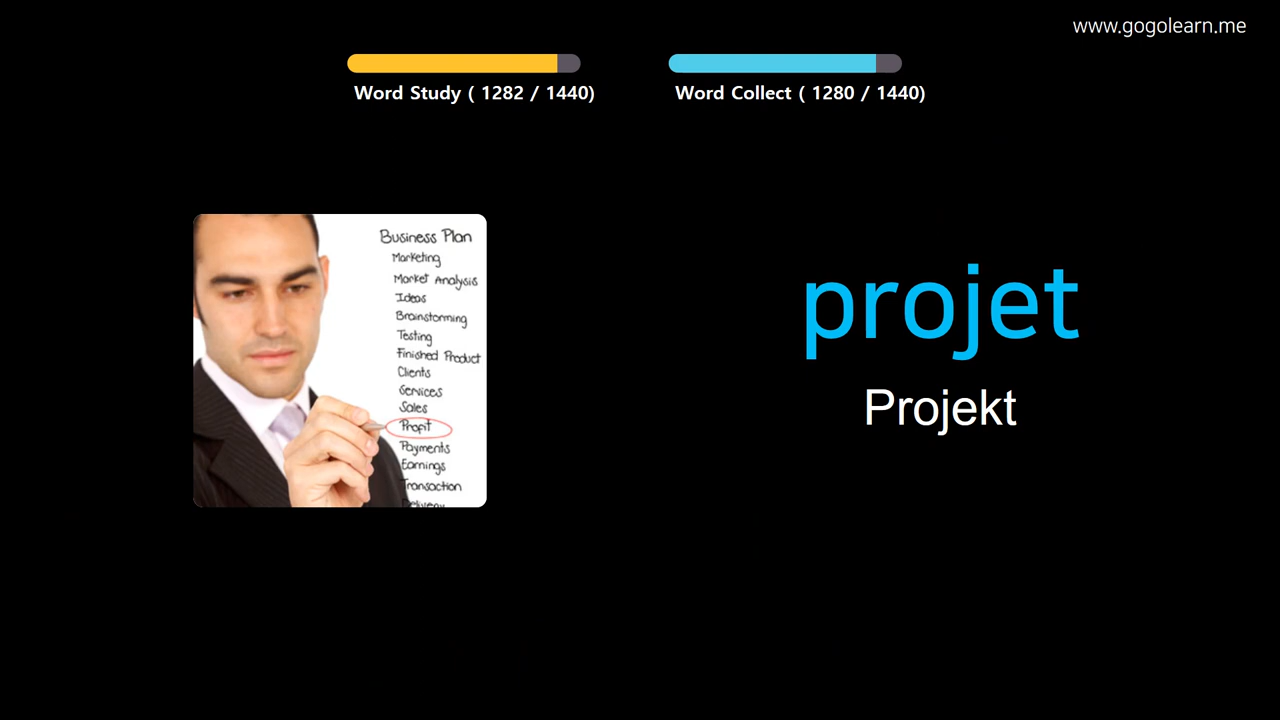 www.gogolearn.me
Word Study ( 1282 / 1440)
Word Collect ( 1280 / 1440)
Business Plan
Marketing
Market Analysis
Ideas
Brainstorming
Testing
Finished Product
Clients
Services
Sales
Profit
Payments
Earnings
Transaction
Delivery
projet
Projekt